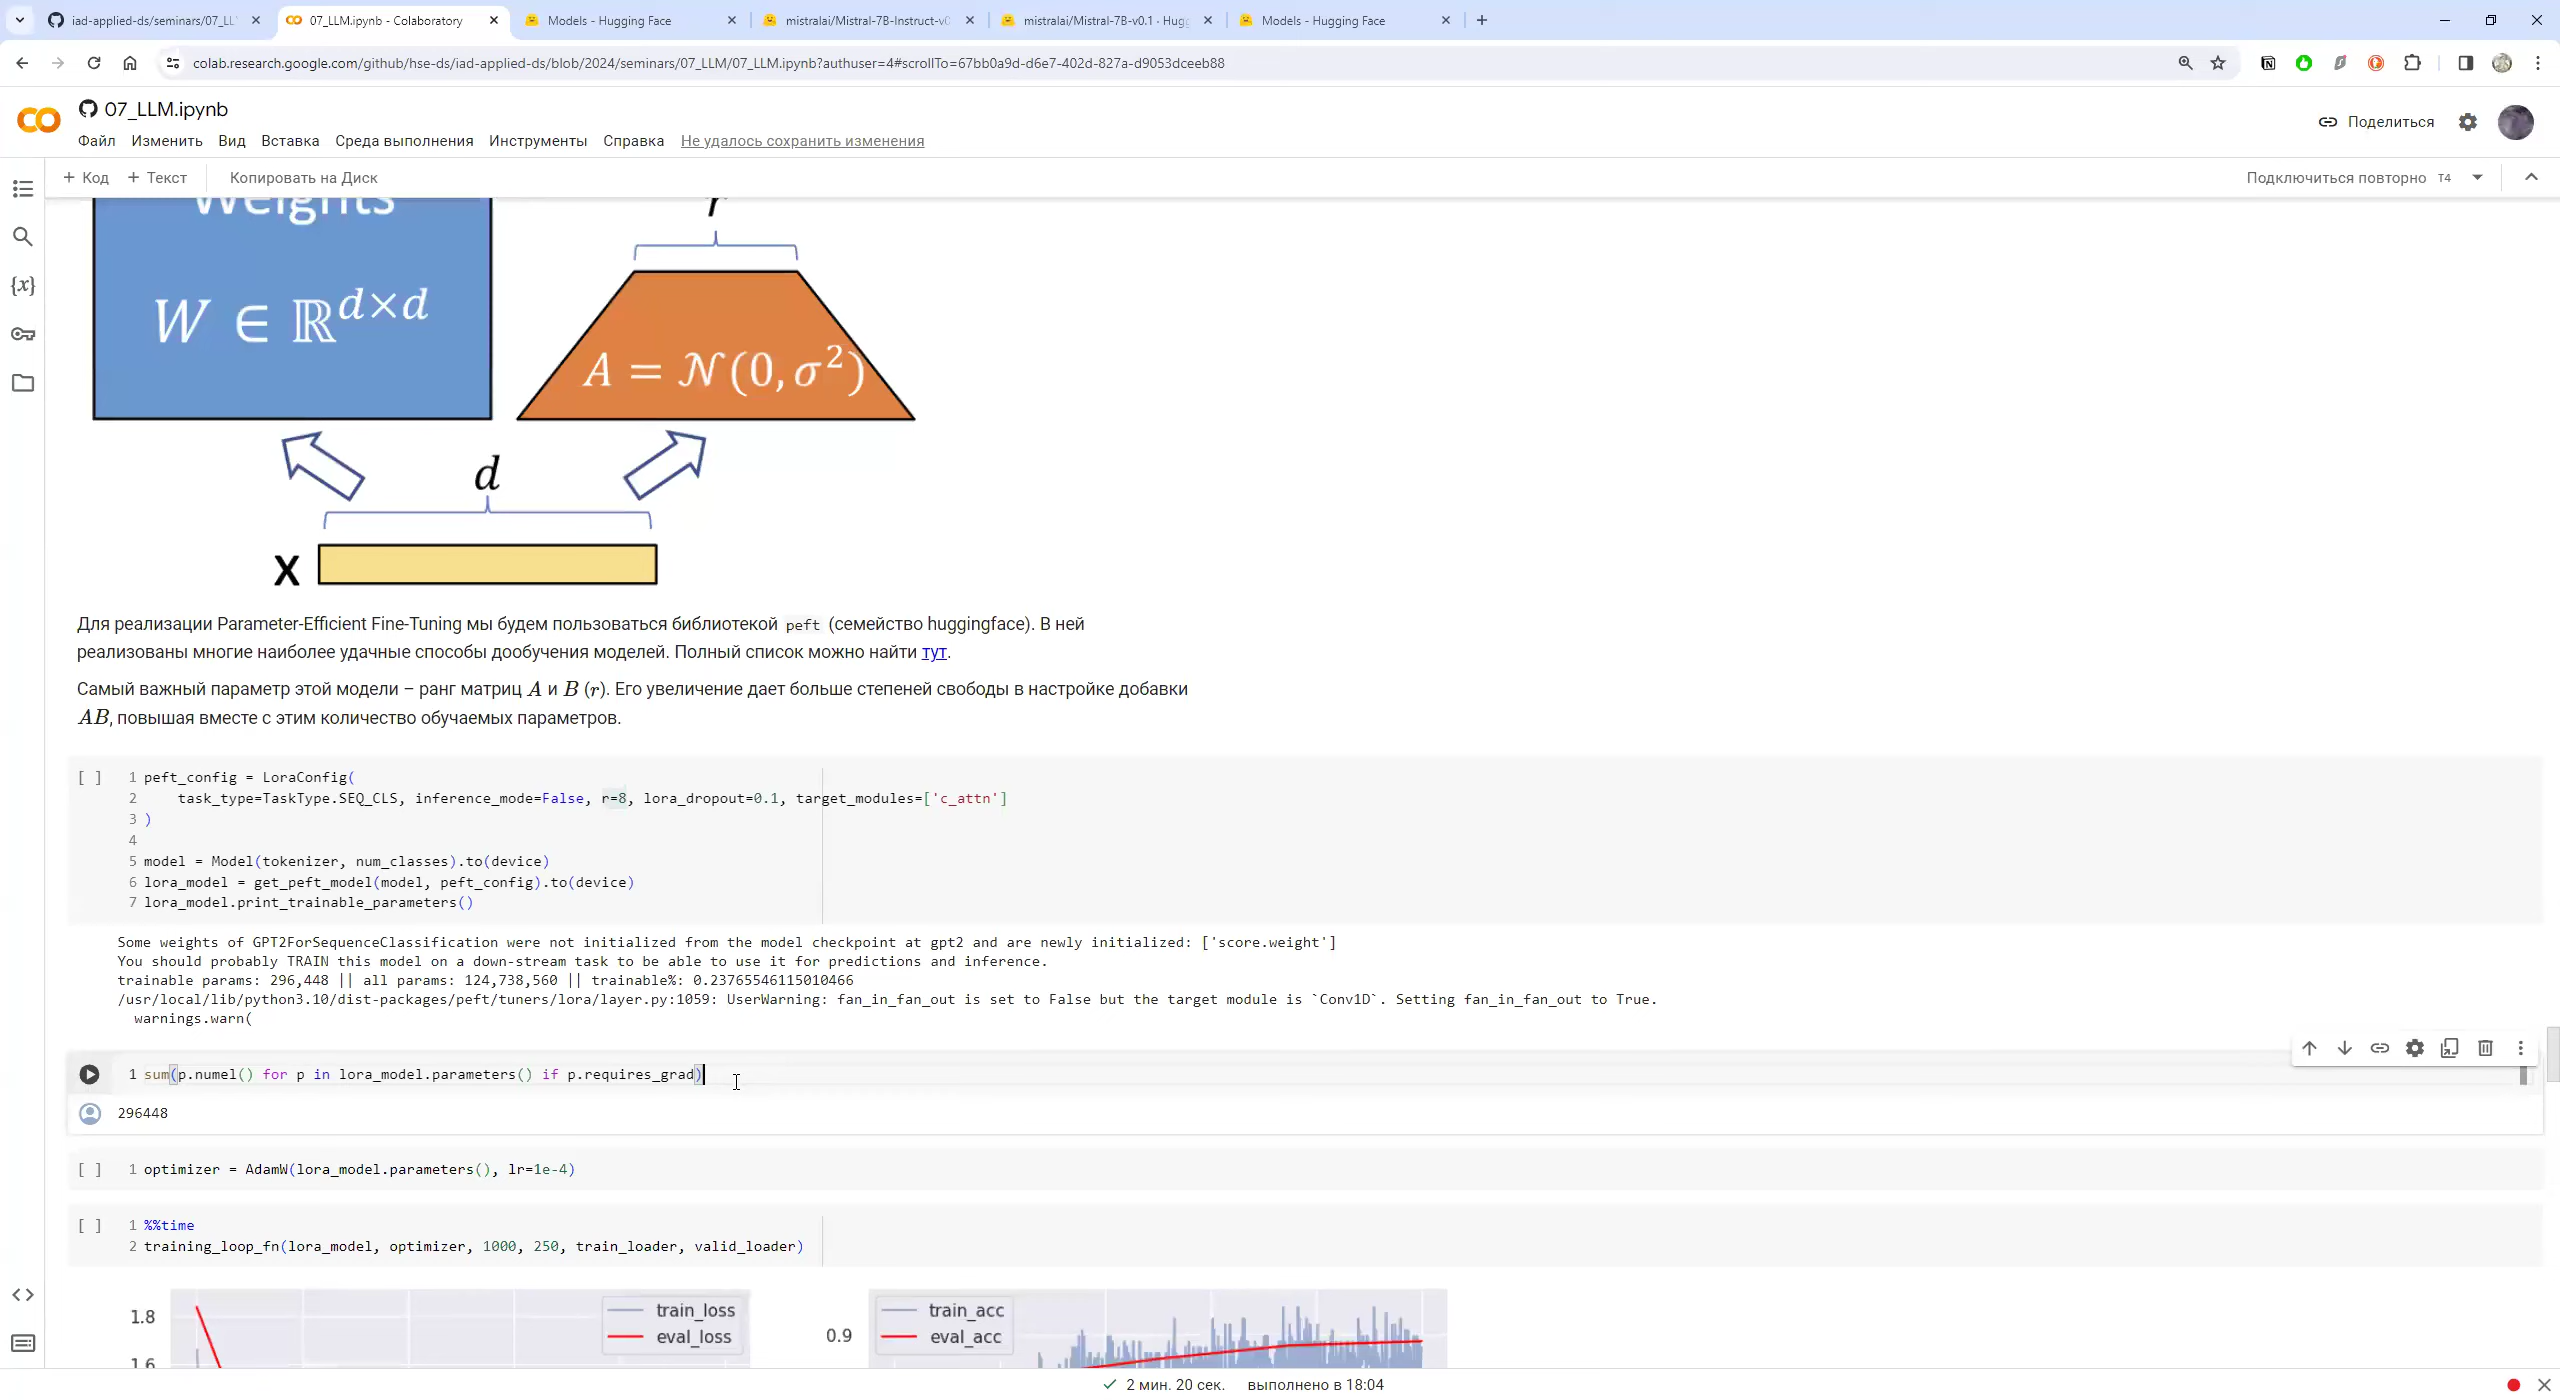 iad-applied-ds/seminars/07_LL
07_LLM.ipynb - Colaboratory
Models - Hugging Face
mistralai/Mistral-7B-Instruct-v0
mistralai/Mistral-7B-v0.1 · Hugg
Models - Hugging Face
colab.research.google.com/github/hse-ds/iad-applied-ds/blob/2024/seminars/07_LLM/07_LLM.ipynb?authuser=4#scrollTo=67bb0a9d-d6e7-402d-827a-d9053dceeb88
07_LLM.ipynb
Поделиться
Файл Изменить Вид Вставка Среда выполнения Инструменты Справка Не удалось сохранить изменения
+ Код + Текст Копировать на Диск
Подключиться повторно T4
Weights
r
W ∈ ℝ^{d×d}
A = 𝒩(0, σ²)
d
X
Для реализации Parameter-Efficient Fine-Tuning мы будем пользоваться библиотекой peft (семейство huggingface). В ней
реализованы многие наиболее удачные способы дообучения моделей. Полный список можно найти тут.
Самый важный параметр этой модели – ранг матриц A и B (r). Его увеличение дает больше степеней свободы в настройке добавки
AB, повышая вместе с этим количество обучаемых параметров.
[ ] 1 peft_config = LoraConfig(
2 task_type=TaskType.SEQ_CLS, inference_mode=False, r=8, lora_dropout=0.1, target_modules=['c_attn']
3 )
4
5 model = Model(tokenizer, num_classes).to(device)
6 lora_model = get_peft_model(model, peft_config).to(device)
7 lora_model.print_trainable_parameters()
Some weights of GPT2ForSequenceClassification were not initialized from the model checkpoint at gpt2 and are newly initialized: ['score.weight']
You should probably TRAIN this model on a down-stream task to be able to use it for predictions and inference.
trainable params: 296,448 || all params: 124,738,560 || trainable%: 0.23765546115010466
/usr/local/lib/python3.10/dist-packages/peft/tuners/lora/layer.py:1059: UserWarning: fan_in_fan_out is set to False but the target module is `Conv1D`. Setting fan_in_fan_out to True.
warnings.warn(
1 sum(p.numel() for p in lora_model.parameters() if p.requires_grad)
296448
[ ] 1 optimizer = AdamW(lora_model.parameters(), lr=1e-4)
[ ] 1 %%time
2 training_loop_fn(lora_model, optimizer, 1000, 250, train_loader, valid_loader)
1.8
train_loss
eval_loss
1.6
0.9
train_acc
eval_acc
2 мин. 20 сек. выполнено в 18:04